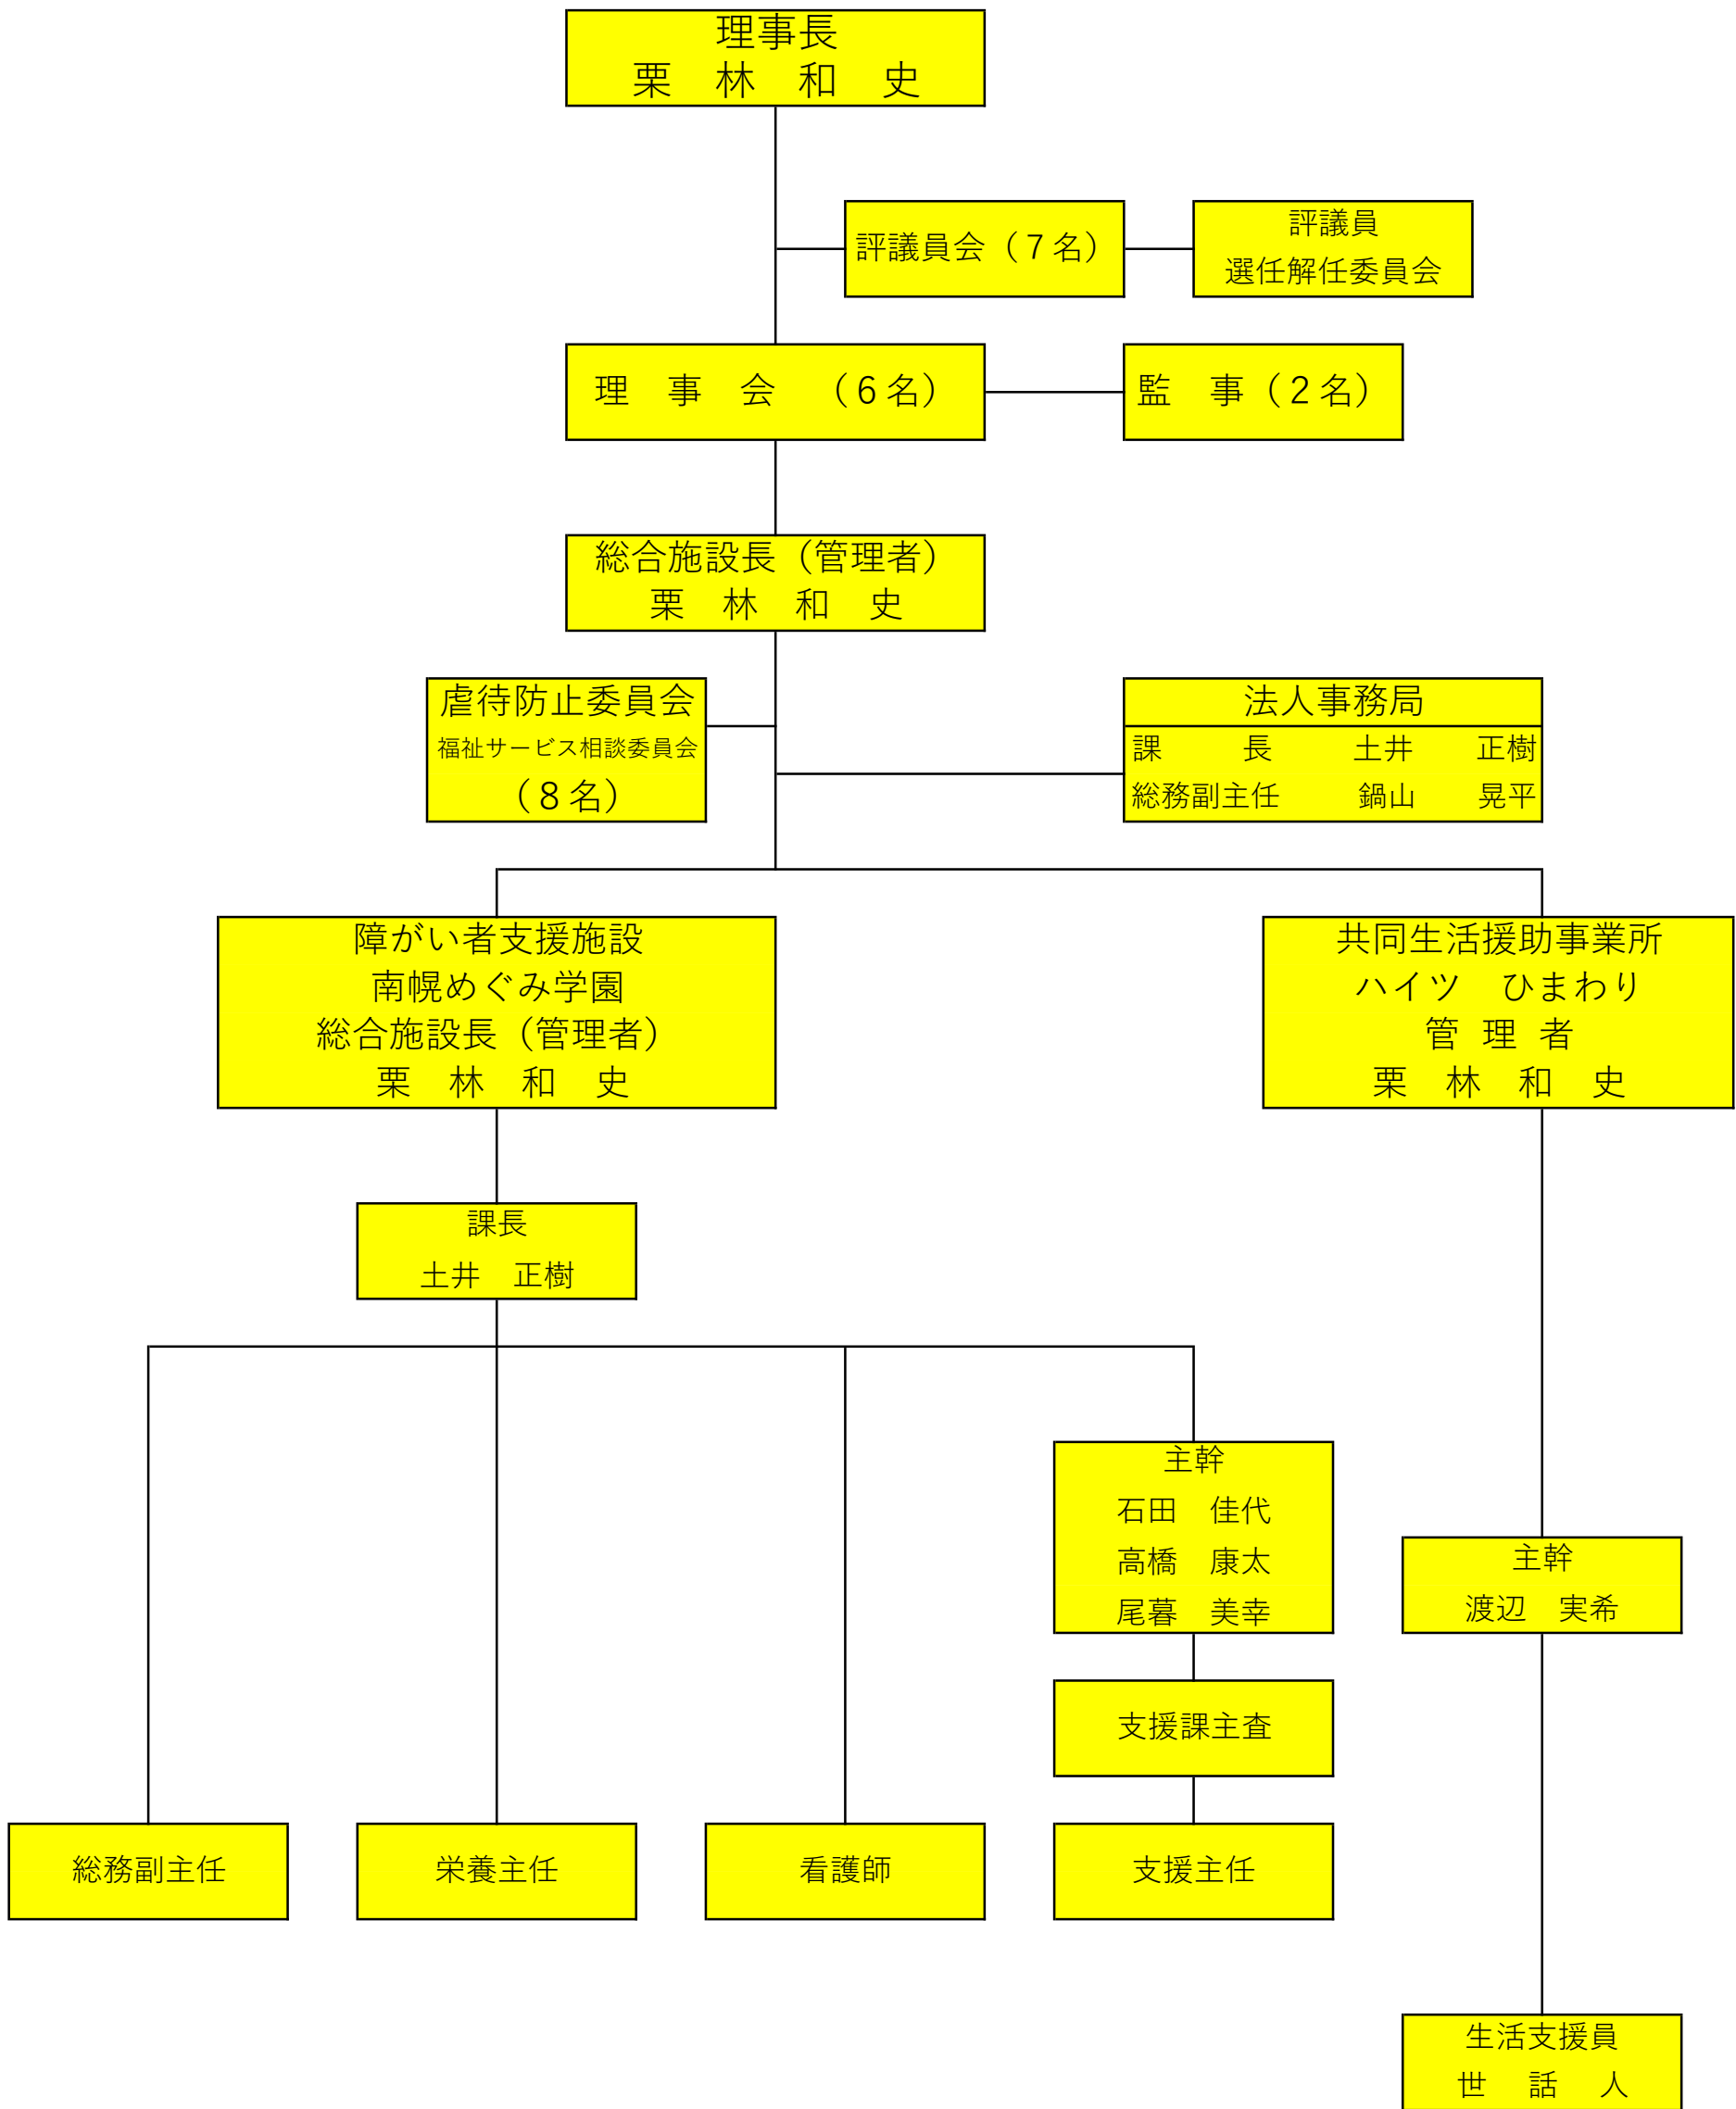 理事長
栗　林　和　史
評議員会（７名）
評議員
選任解任委員会
理　事　会　（６名）
監　事（２名）
総合施設長（管理者）
栗　林　和　史
虐待防止委員会
福祉サービス相談委員会
（８名）
法人事務局
課　　長　　土井　正樹
総務副主任　　鍋山　晃平
障がい者支援施設
南幌めぐみ学園
総合施設長（管理者）
栗　林　和　史
共同生活援助事業所
ハイツ　ひまわり
管 理 者
栗　林　和　史
課長
土井　正樹
主幹
石田　佳代
高橋　康太
尾暮　美幸
主幹
渡辺　実希
支援課主査
総務副主任
栄養主任
看護師
支援主任
生活支援員
世　話　人